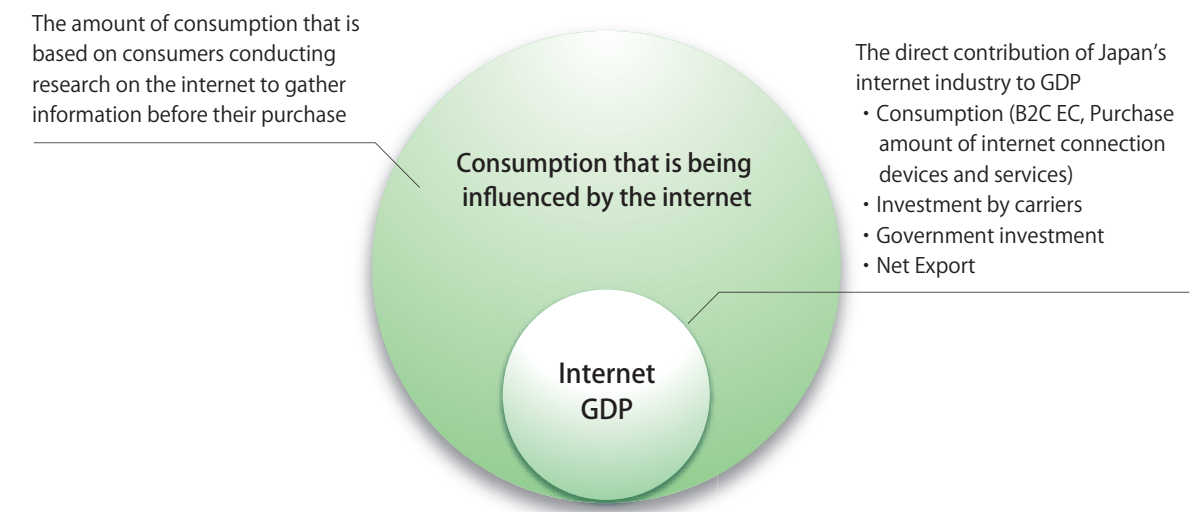 The amount of consumption that is
based on consumers conducting
research on the internet to gather
information before their purchase
Consumption that is being
influenced by the internet
The direct contribution of Japan's
internet industry to GDP
・Consumption (B2C EC, Purchase
amount of internet connection
devices and services)
・Investment by carriers
・Government investment
・Net Export
Internet
GDP